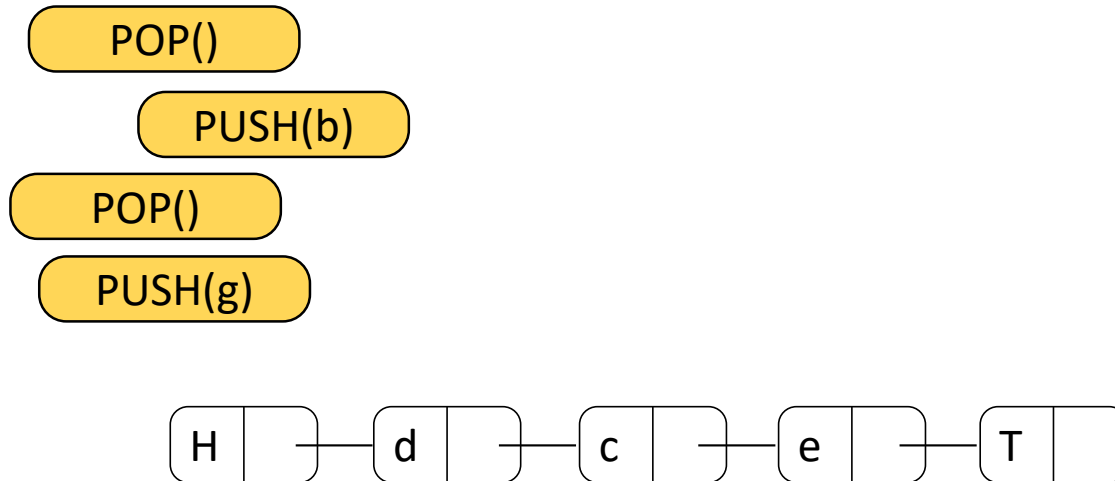 POP()
PUSH(b)
POP()
PUSH(g)
H d c e T